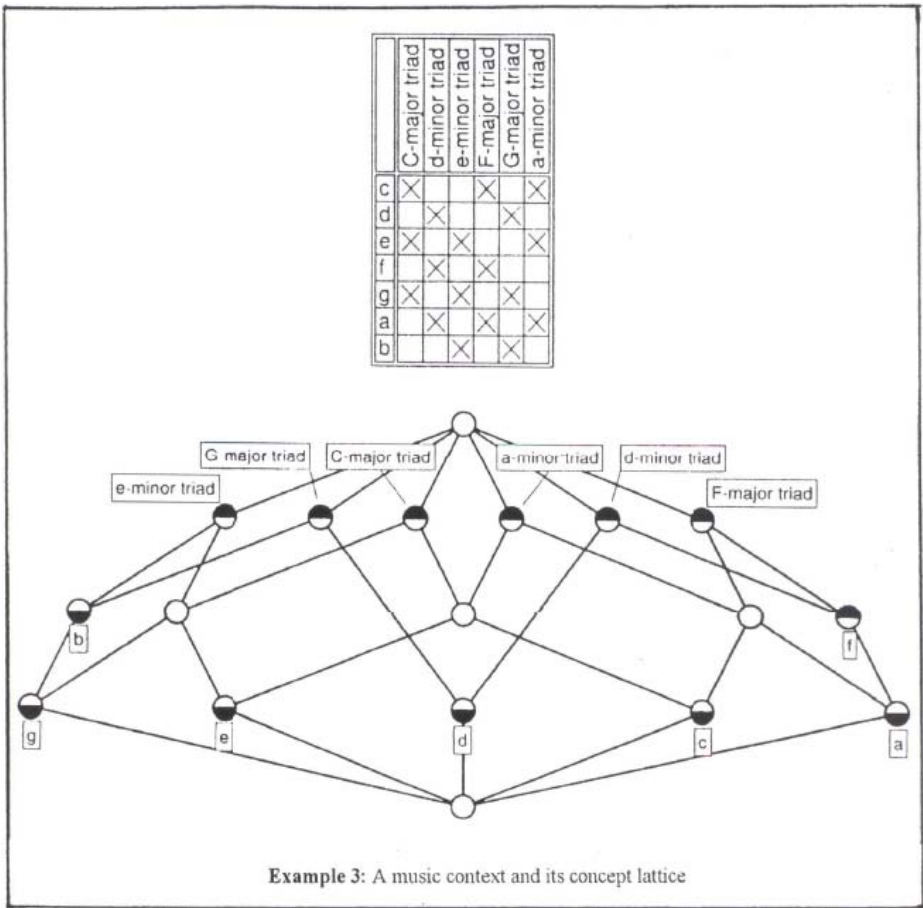 C-major triad
d-minor triad
e-minor triad
F-major triad
G-major triad
a-minor triad
c X X X
d X X
e X X X
f X X
g X X X
a X X X
b X X
G major triad
C-major triad
a-minor triad
d-minor triad
e-minor triad
F-major triad
b
f
g
e
d
c
a
Example 3: A music context and its concept lattice